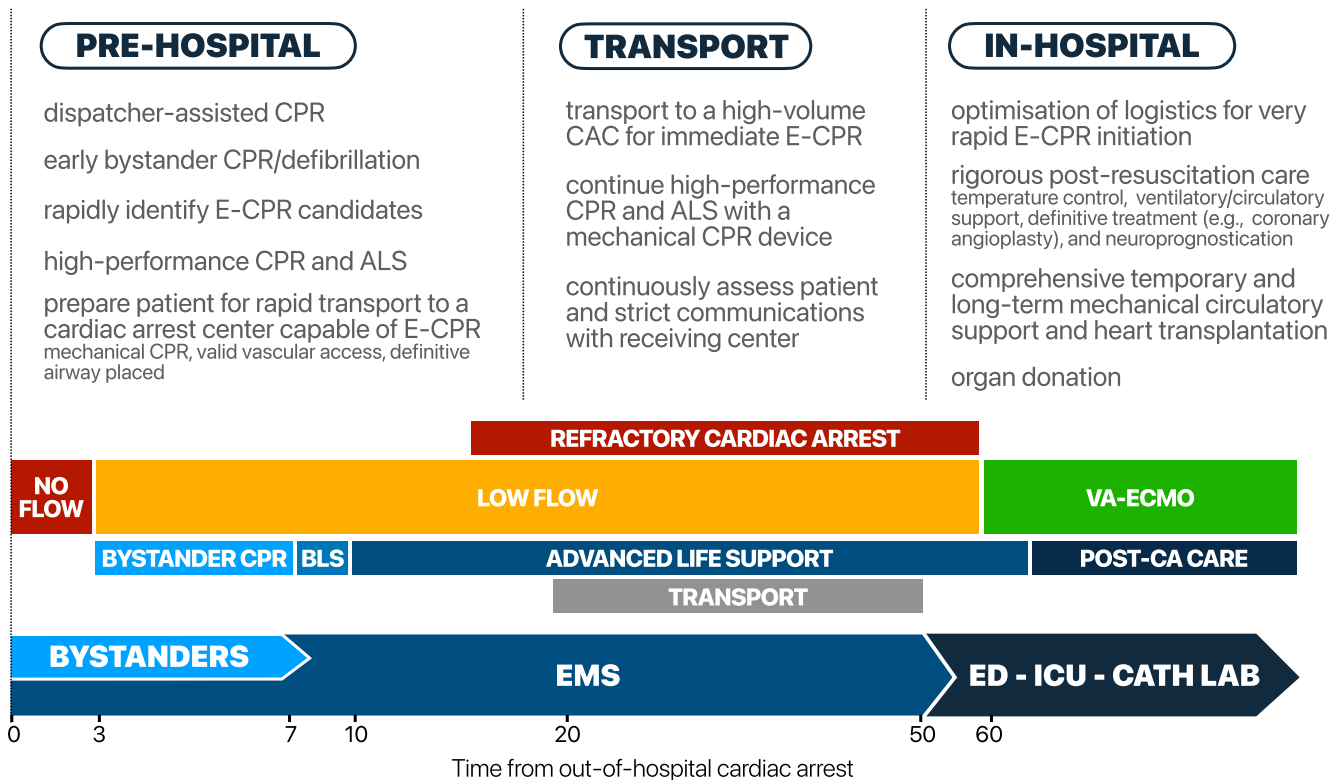 PRE-HOSPITAL
dispatcher-assisted CPR
early bystander CPR/defibrillation
rapidly identify E-CPR candidates
high-performance CPR and ALS
prepare patient for rapid transport to a
cardiac arrest center capable of E-CPR
mechanical CPR, valid vascular access, definitive
airway placed
TRANSPORT
transport to a high-volume
CAC for immediate E-CPR
continue high-performance
CPR and ALS with a
mechanical CPR device
continuously assess patient
and strict communications
with receiving center
IN-HOSPITAL
optimisation of logistics for very
rapid E-CPR initiation
rigorous post-resuscitation care
temperature control, ventilatory/circulatory
support, definitive treatment (e.g., coronary
angioplasty), and neuroprognostication
comprehensive temporary and
long-term mechanical circulatory
support and heart transplantation
organ donation
REFRACTORY CARDIAC ARREST
NO
FLOW
LOW FLOW
VA-ECMO
BYSTANDER CPR
BLS
ADVANCED LIFE SUPPORT
POST-CA CARE
TRANSPORT
BYSTANDERS
EMS
ED - ICU - CATH LAB
0 3 7 10 20 50 60
Time from out-of-hospital cardiac arrest